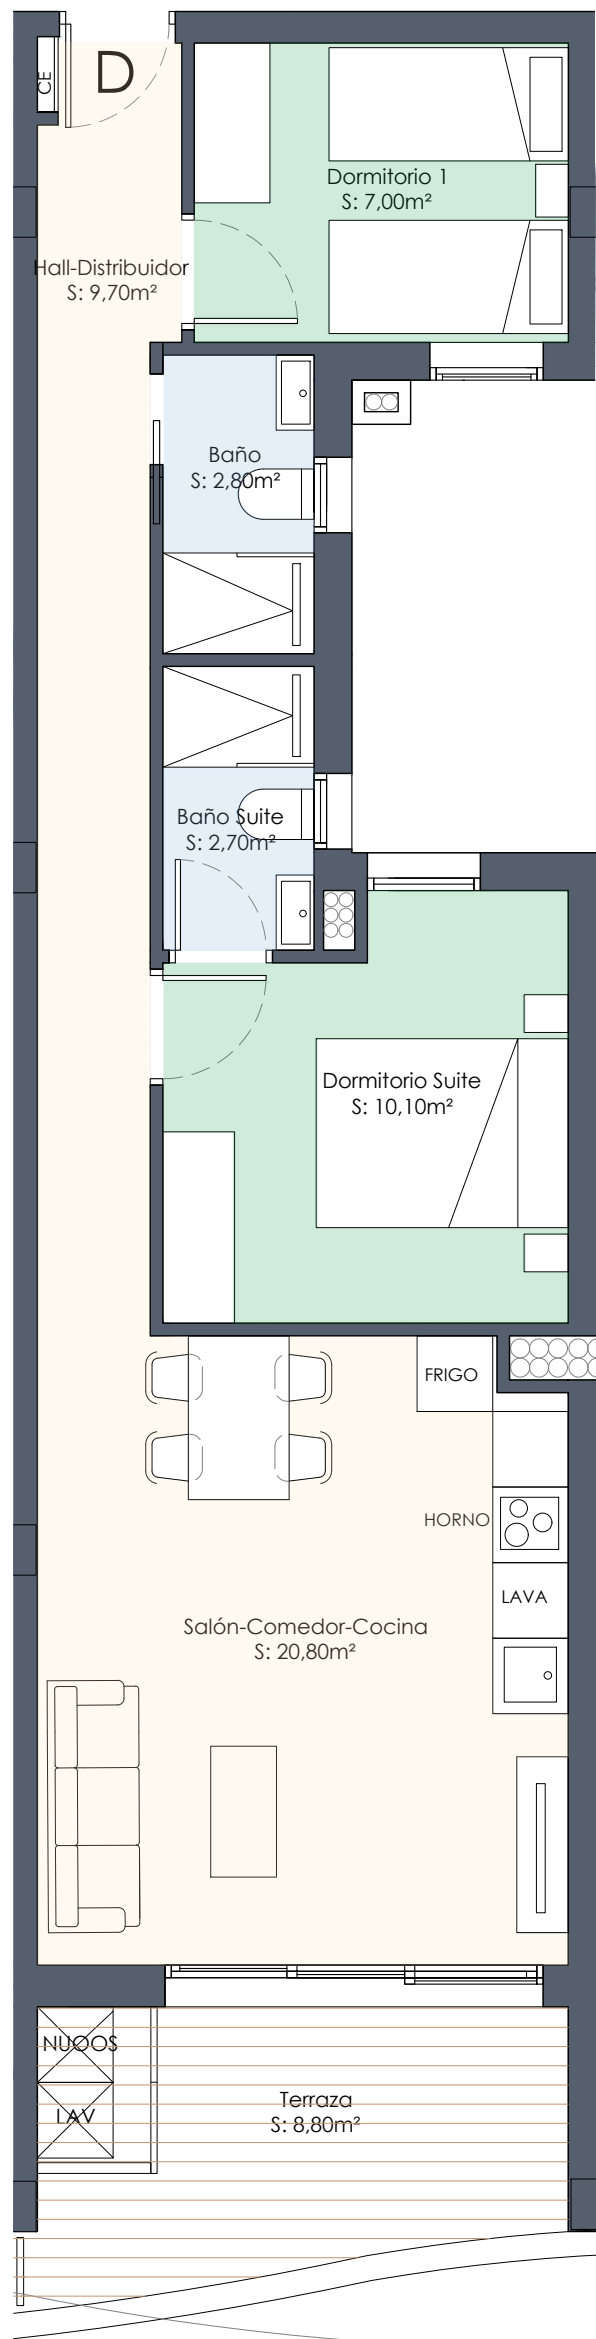 CE
D
Dormitorio 1
S: 7,00m²
Hall-Distribuidor
S: 9,70m²
Baño
S: 2,80m²
Baño Suite
S: 2,70m²
Dormitorio Suite
S: 10,10m²
FRIGO
HORNO
LAVA
Salón-Comedor-Cocina
S: 20,80m²
NUOOS
LAV
Terraza
S: 8,80m²